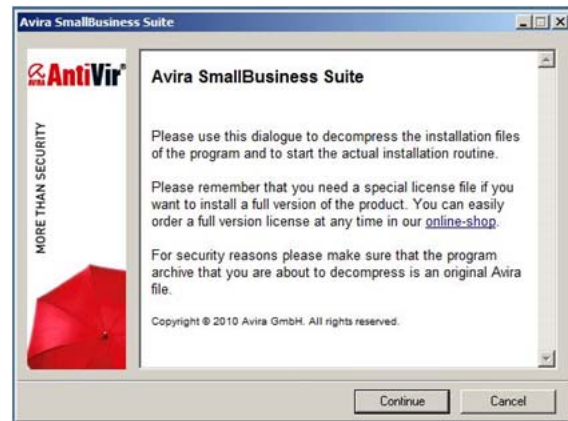 Avira SmallBusiness Suite
AVIRA AntiVir®
MORE THAN SECURITY
Avira SmallBusiness Suite
Please use this dialogue to decompress the installation files
of the program and to start the actual installation routine.
Please remember that you need a special license file if you
want to install a full version of the product. You can easily
order a full version license at any time in our online-shop.
For security reasons please make sure that the program
archive that you are about to decompress is an original Avira
file.
Copyright © 2010 Avira GmbH. All rights reserved.
Continue
Cancel